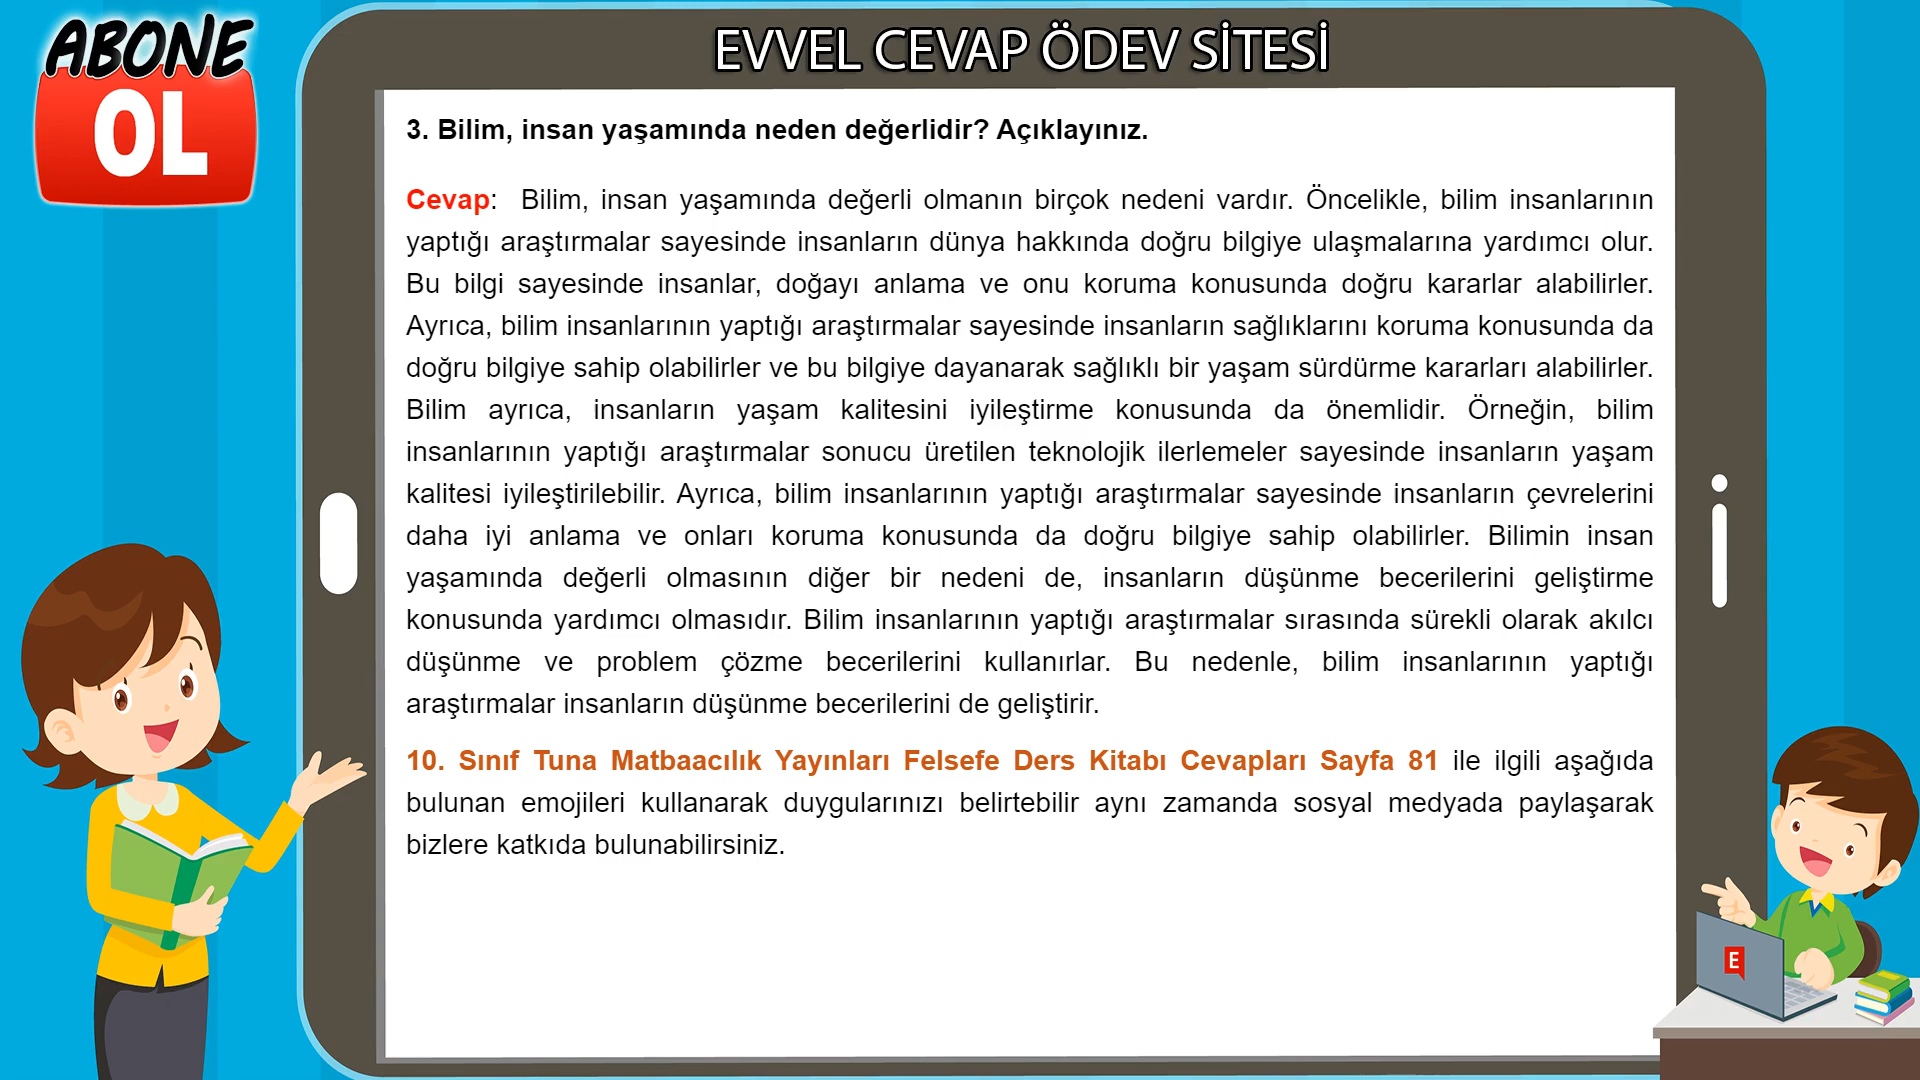 ABONE
OL
EVVEL CEVAP ÖDEV SİTESİ
3. Bilim, insan yaşamında neden değerlidir? Açıklayınız.
Cevap: Bilim, insan yaşamında değerli olmanın birçok nedeni vardır. Öncelikle, bilim insanlarının
yaptığı araştırmalar sayesinde insanların dünya hakkında doğru bilgiye ulaşmalarına yardımcı olur.
Bu bilgi sayesinde insanlar, doğayı anlama ve onu koruma konusunda doğru kararlar alabilirler.
Ayrıca, bilim insanlarının yaptığı araştırmalar sayesinde insanların sağlıklarını koruma konusunda da
doğru bilgiye sahip olabilirler ve bu bilgiye dayanarak sağlıklı bir yaşam sürdürme kararları alabilirler.
Bilim ayrıca, insanların yaşam kalitesini iyileştirme konusunda da önemlidir. Örneğin, bilim
insanlarının yaptığı araştırmalar sonucu üretilen teknolojik ilerlemeler sayesinde insanların yaşam
kalitesi iyileştirilebilir. Ayrıca, bilim insanlarının yaptığı araştırmalar sayesinde insanların çevrelerini
daha iyi anlama ve onları koruma konusunda da doğru bilgiye sahip olabilirler. Bilimin insan
yaşamında değerli olmasının diğer bir nedeni de, insanların düşünme becerilerini geliştirme
konusunda yardımcı olmasıdır. Bilim insanlarının yaptığı araştırmalar sırasında sürekli olarak akılcı
düşünme ve problem çözme becerilerini kullanırlar. Bu nedenle, bilim insanlarının yaptığı
araştırmalar insanların düşünme becerilerini de geliştirir.
10. Sınıf Tuna Matbaacılık Yayınları Felsefe Ders Kitabı Cevapları Sayfa 81 ile ilgili aşağıda
bulunan emojileri kullanarak duygularınızı belirtebilir aynı zamanda sosyal medyada paylaşarak
bizlere katkıda bulunabilirsiniz.
E